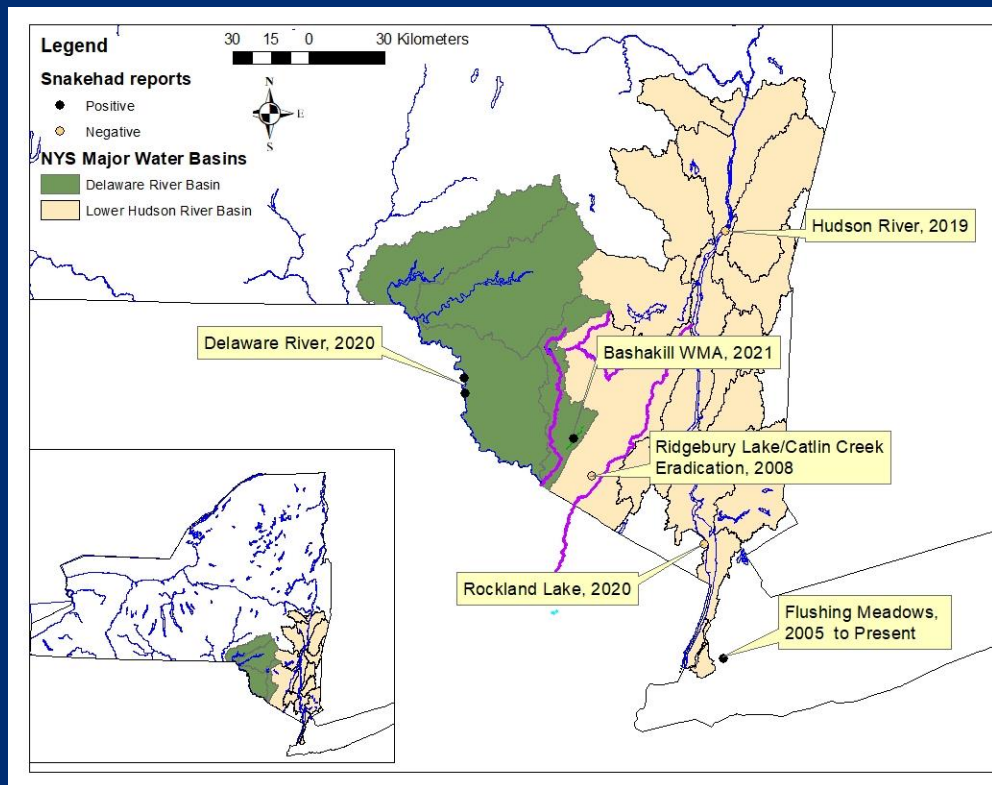 Legend
30 15 0 30 Kilometers
Snakehad reports
Positive
Negative
N
E
S
NYS Major Water Basins
Delaware River Basin
Lower Hudson River Basin
Hudson River, 2019
Delaware River, 2020
Bashakill WMA, 2021
Ridgebury Lake/Catlin Creek
Eradication, 2008
Rockland Lake, 2020
Flushing Meadows,
2005 to Present